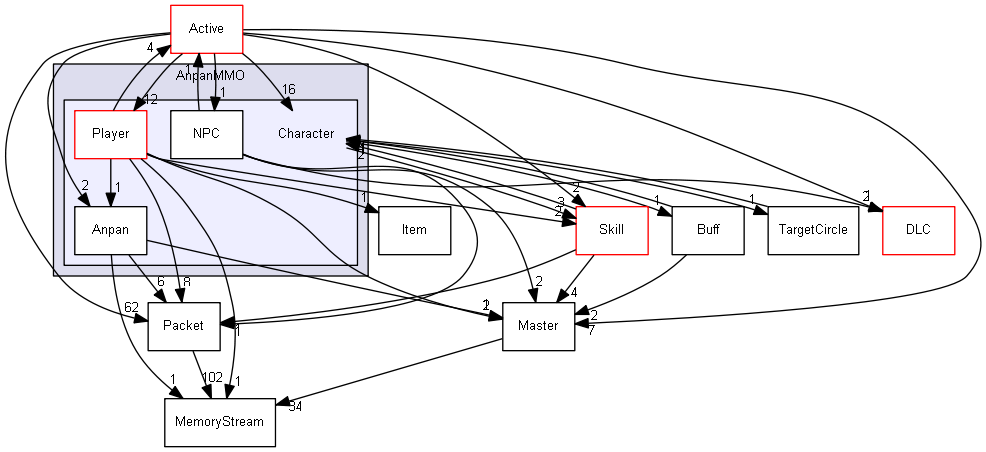 Active
4
AnpanMMO
1
1
16
12
Player
NPC
Character
2
2
1
1
2
3
2
1
1
2
Anpan
Item
Skill
Buff
TargetCircle
DLC
6
8
62
2
4
2
7
1
Packet
Master
1
102
1
1
34
MemoryStream